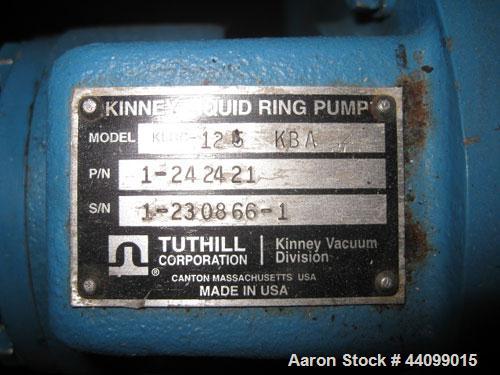 KINNEY LIQUID RING PUMP
MODEL 125 KBA
P/N 1-242421
S/N 1-230866-1
TUTHILL CORPORATION
Kinney Vacuum Division
®
CANTON MASSACHUSETTS USA
MADE IN USA
Aaron Stock # 44099015